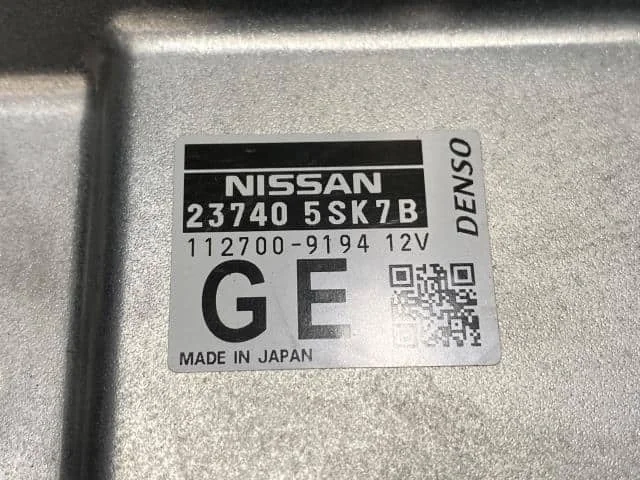 NISSAN
23740 5SK7B
112700-9194 12V
GE
MADE IN JAPAN
DENSO